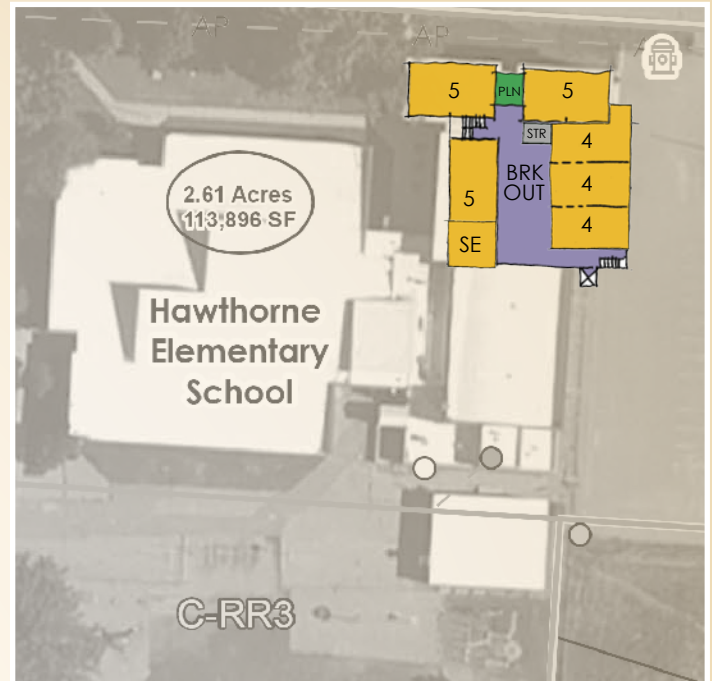 AP
AP
A
5
PLN
5
STR
4
BRK
OUT
4
5
4
SE
2.61 Acres
113,896 SF
Hawthorne
Elementary
School
C-RR3